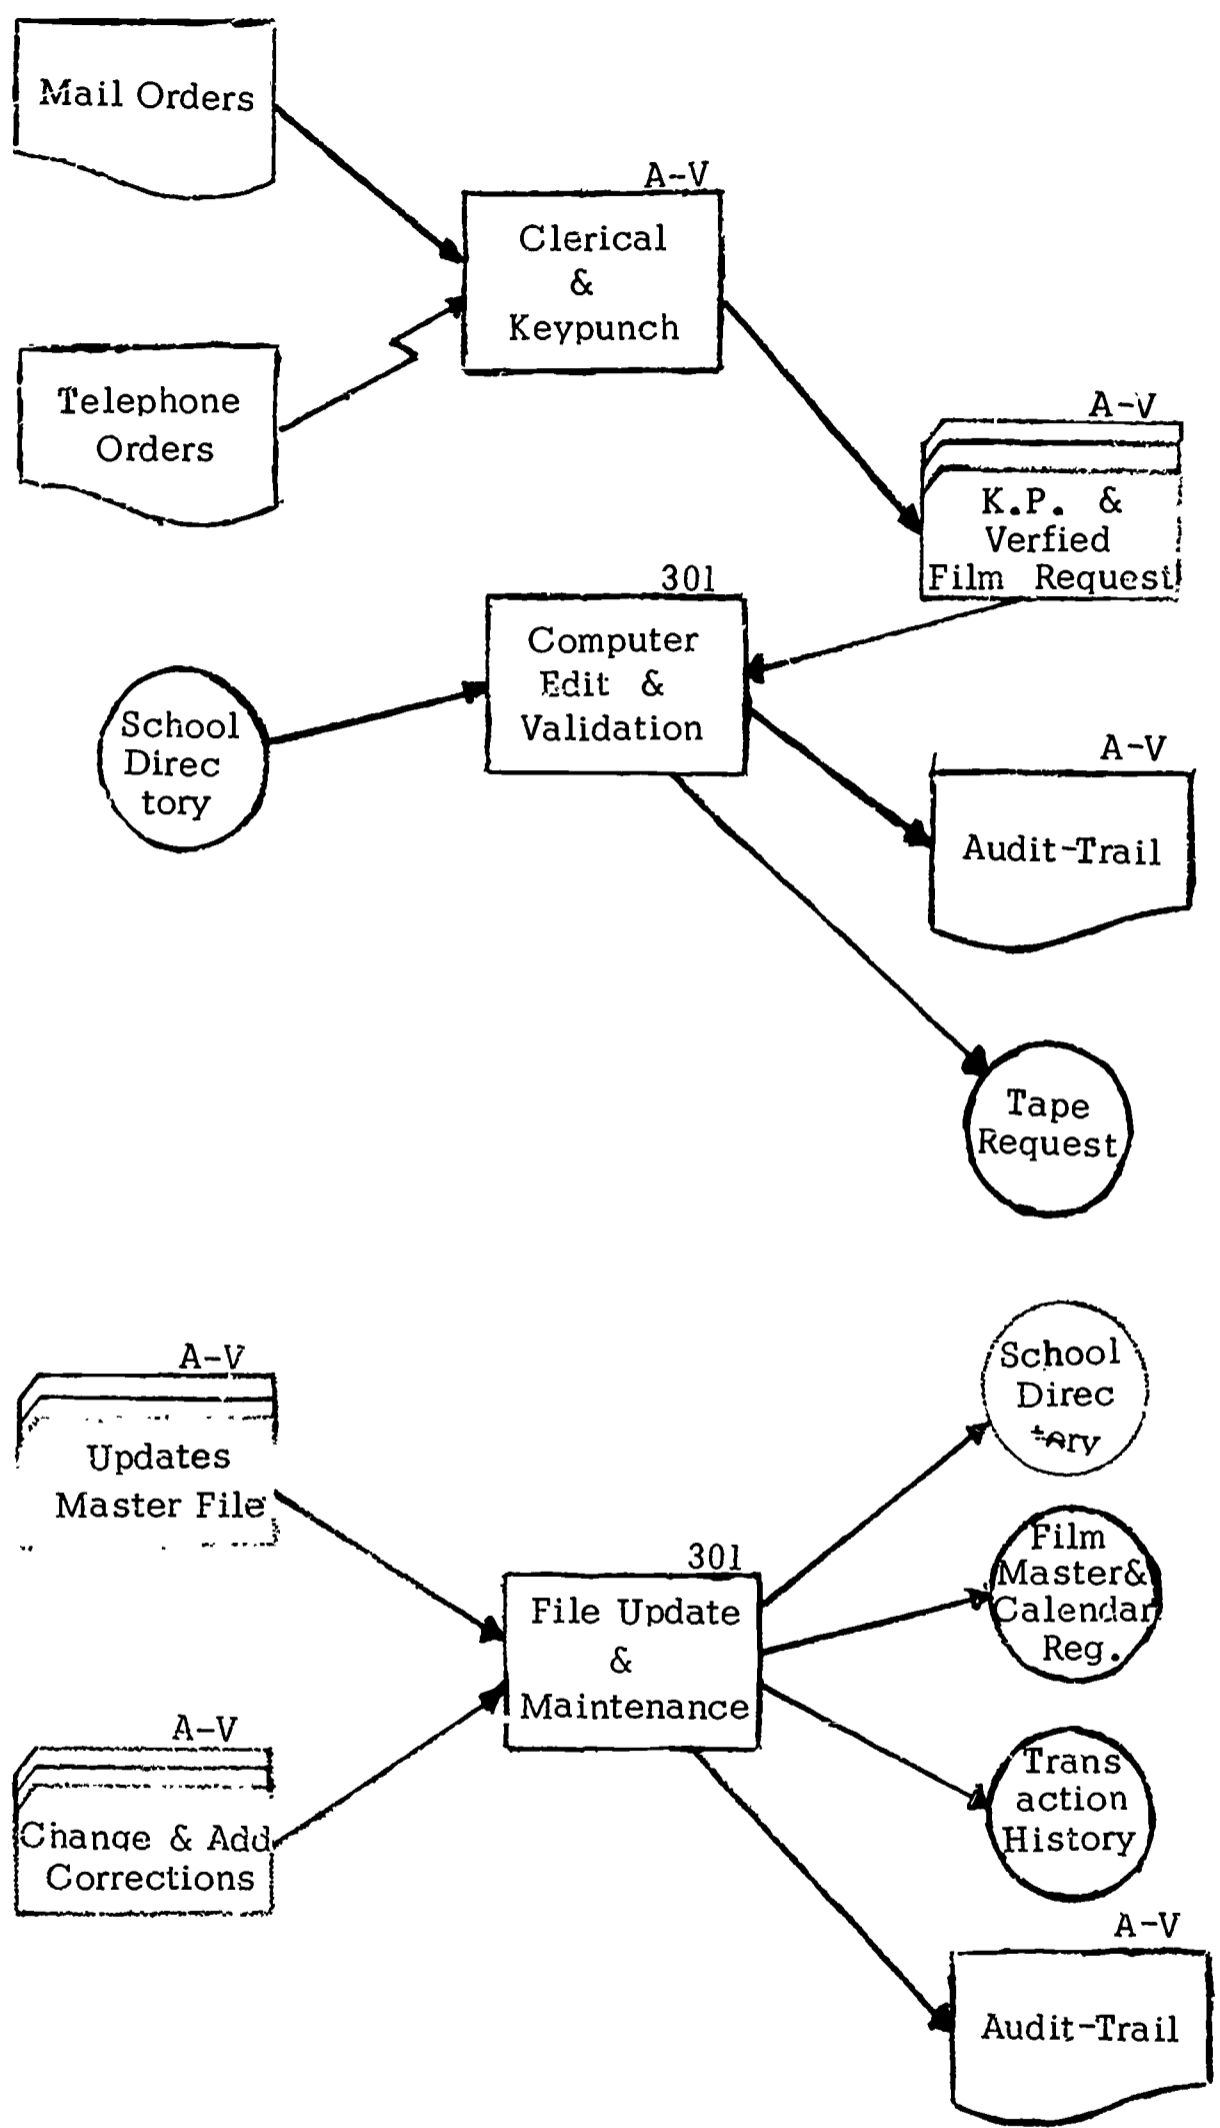 Mail Orders
A-V
Clerical
&
Keypunch
Telephone
Orders
A-V
K.P. &
Verfied
Film Request
301
Computer
Edit &
Validation
School
Direc
tory
A-V
Audit-Trail
Tape
Request
School
Direc
tory
A-V
Updates
Master File
Film
Master&
Calendar
Reg.
301
File Update
&
Maintenance
A-V
Change & Add
Corrections
Trans
action
History
A-V
Audit-Trail